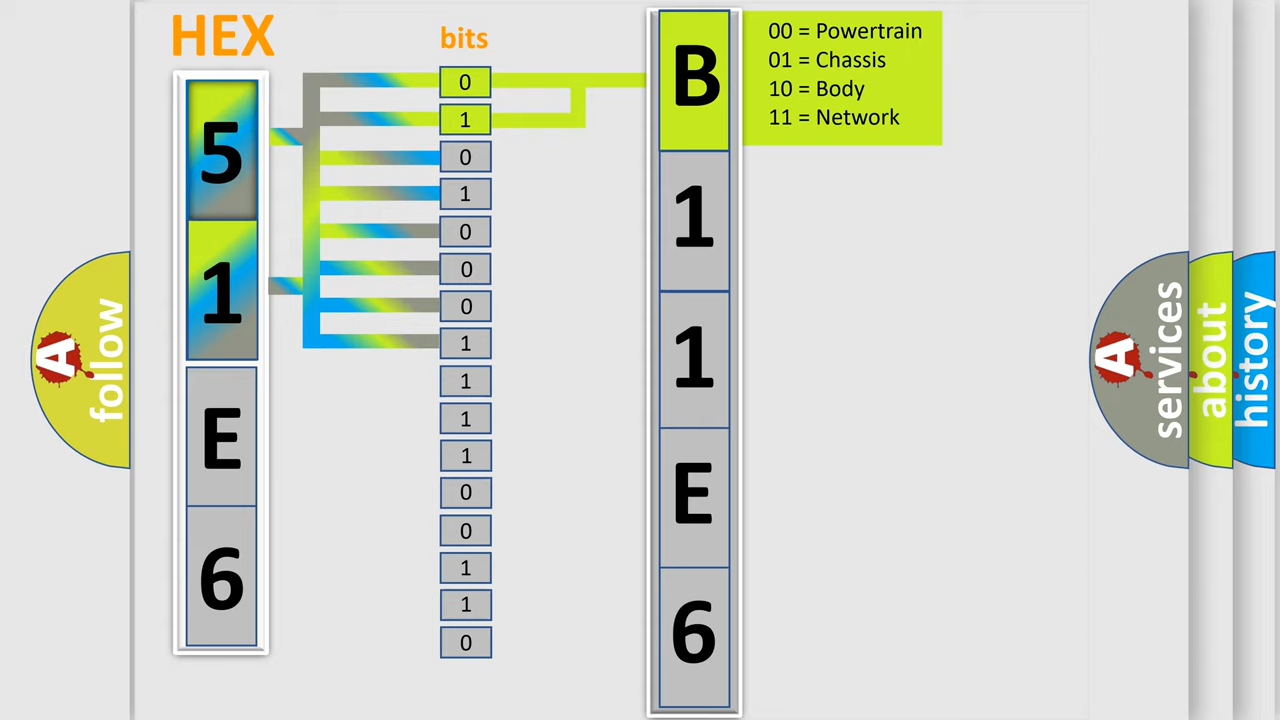 HEX
bits
5
1
E
6
0
1
0
1
0
0
0
1
1
1
1
0
0
1
1
0
B
1
1
E
6
00 = Powertrain
01 = Chassis
10 = Body
11 = Network
A
follow
A
services
about
history